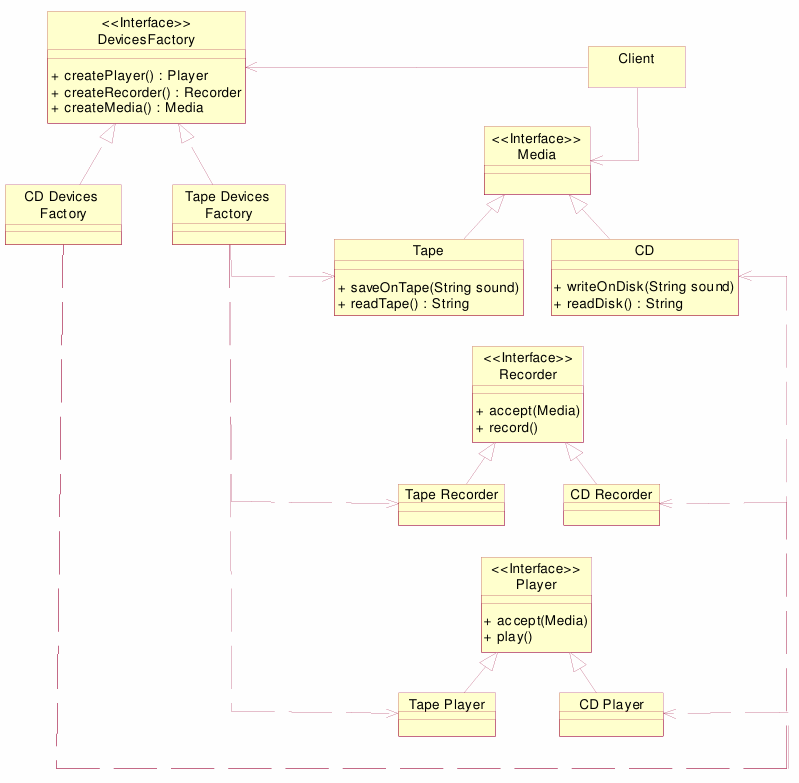 <<Interface>>
DevicesFactory
+ createPlayer() : Player
+ createRecorder() : Recorder
+ createMedia() : Media
Client
<<Interface>>
Media
CD Devices
Factory
Tape Devices
Factory
Tape
+ saveOnTape(String sound)
+ readTape() : String
CD
+ writeOnDisk(String sound)
+ readDisk() : String
<<Interface>>
Recorder
+ accept(Media)
+ record()
Tape Recorder
CD Recorder
<<Interface>>
Player
+ accept(Media)
+ play()
Tape Player
CD Player